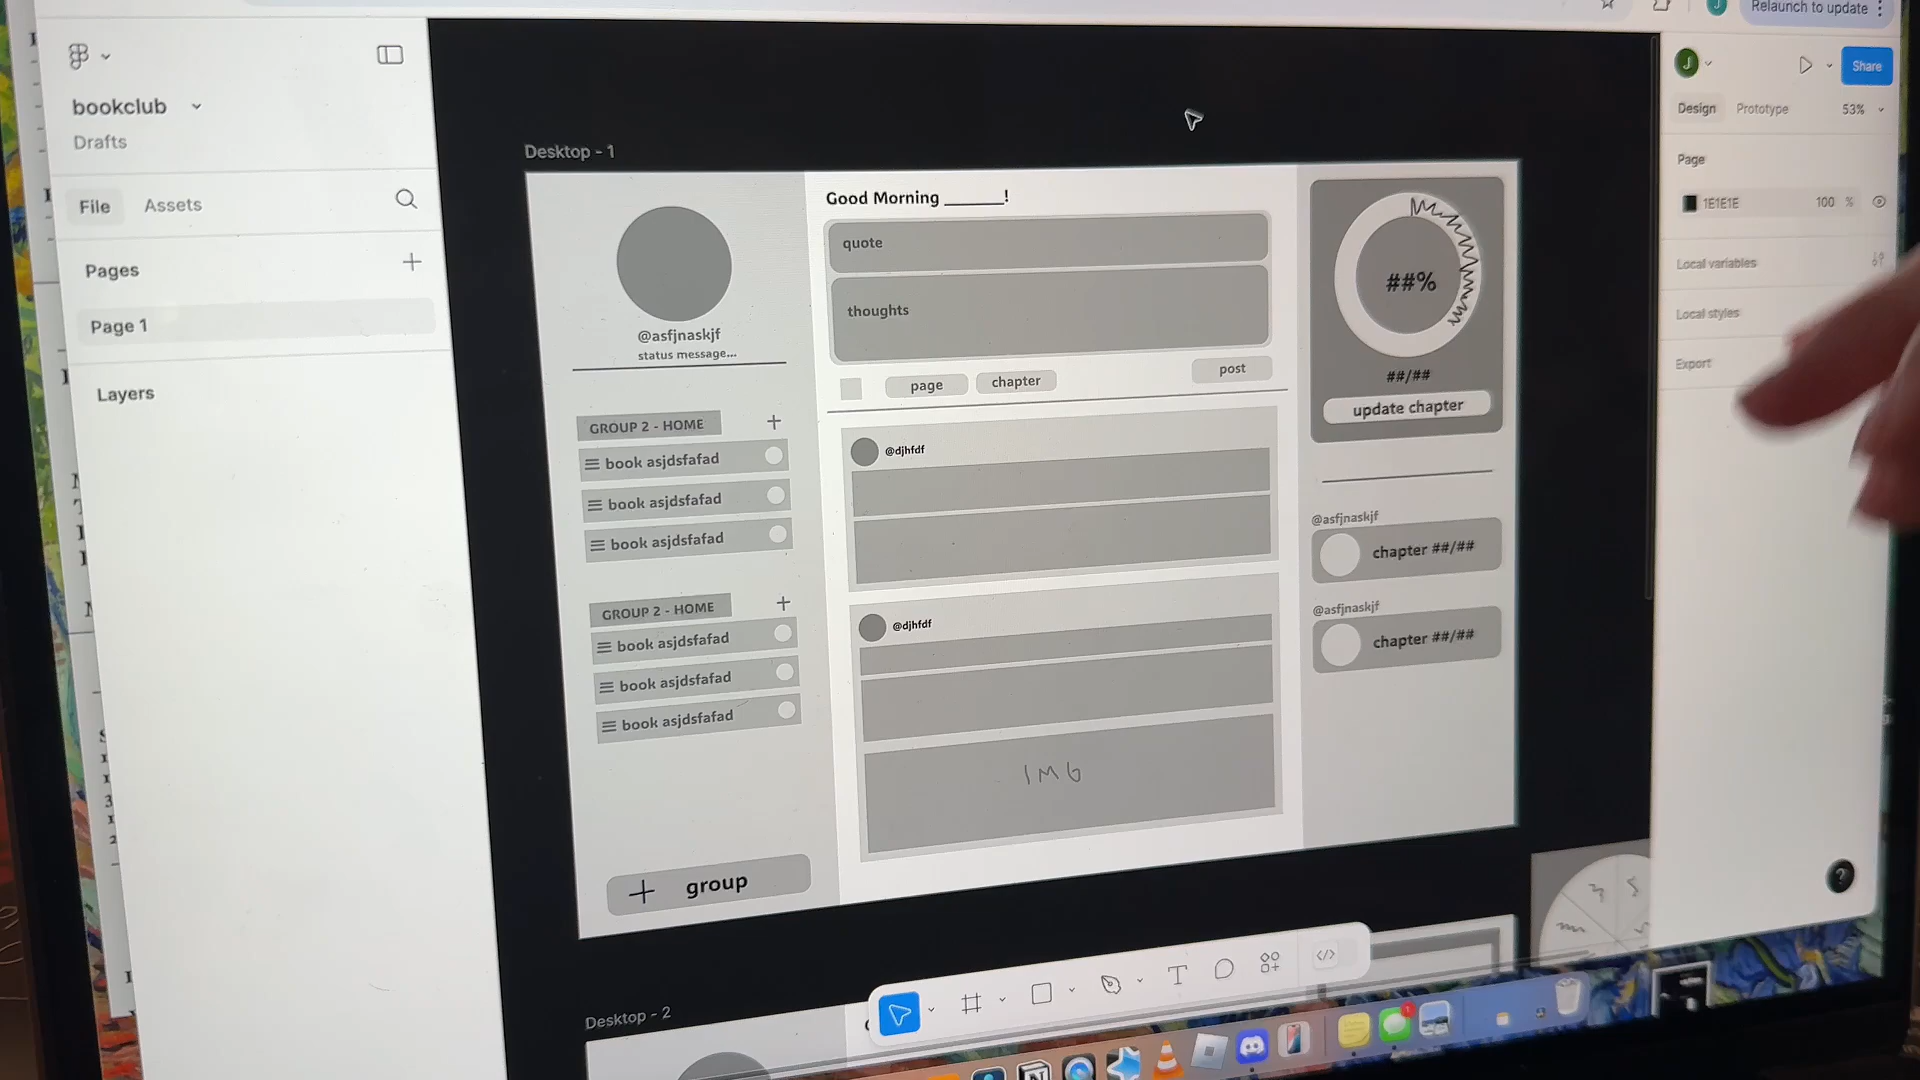 Relaunch to update
bookclub
Drafts
File
Assets
Pages
Page 1
Layers
Desktop - 1
@asfjnaskjf
status message...
GROUP 2 - HOME
book asjdsfafad
book asjdsfafad
book asjdsfafad
GROUP 2 - HOME
book asjdsfafad
book asjdsfafad
book asjdsfafad
+ group
Good Morning ______!
quote
thoughts
page
chapter
post
@djhfdf
@djhfdf
IMG
##%
##/##
update chapter
@asfjnaskjf
chapter ##/##
@asfjnaskjf
chapter ##/##
Desktop - 2
J
Share
Design
Prototype
53%
Page
1E1E1E
100 %
Local variables
Local styles
Export
?